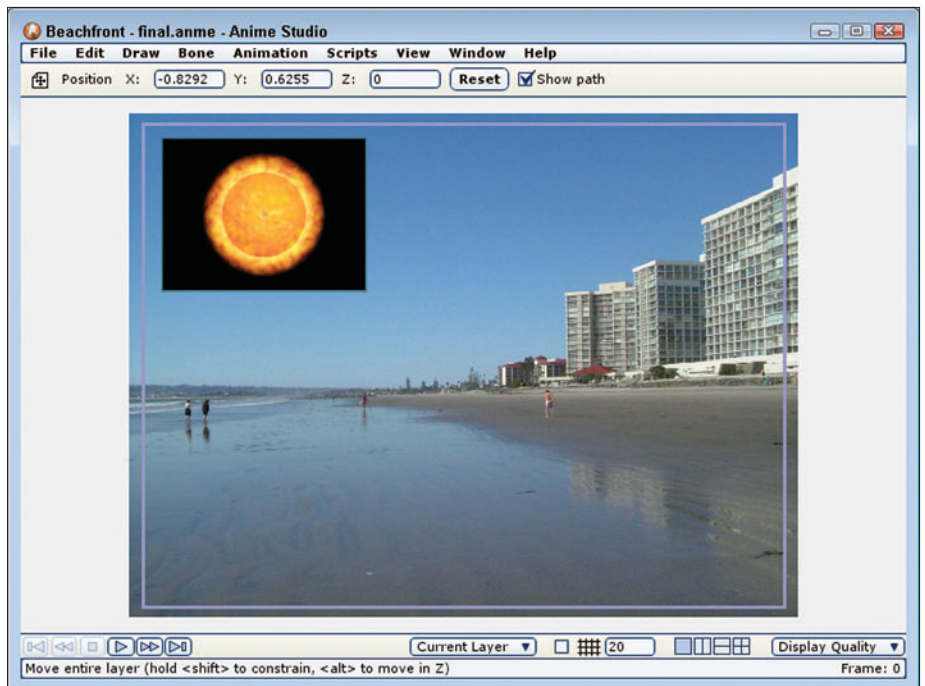 Beachfront - final.anme - Anime Studio
File Edit Draw Bone Animation Scripts View Window Help
Position X: -0.8292 Y: 0.6255 Z: 0 Reset Show path
Current Layer 20 Display Quality
Move entire layer (hold <shift> to constrain, <alt> to move in Z) Frame: 0